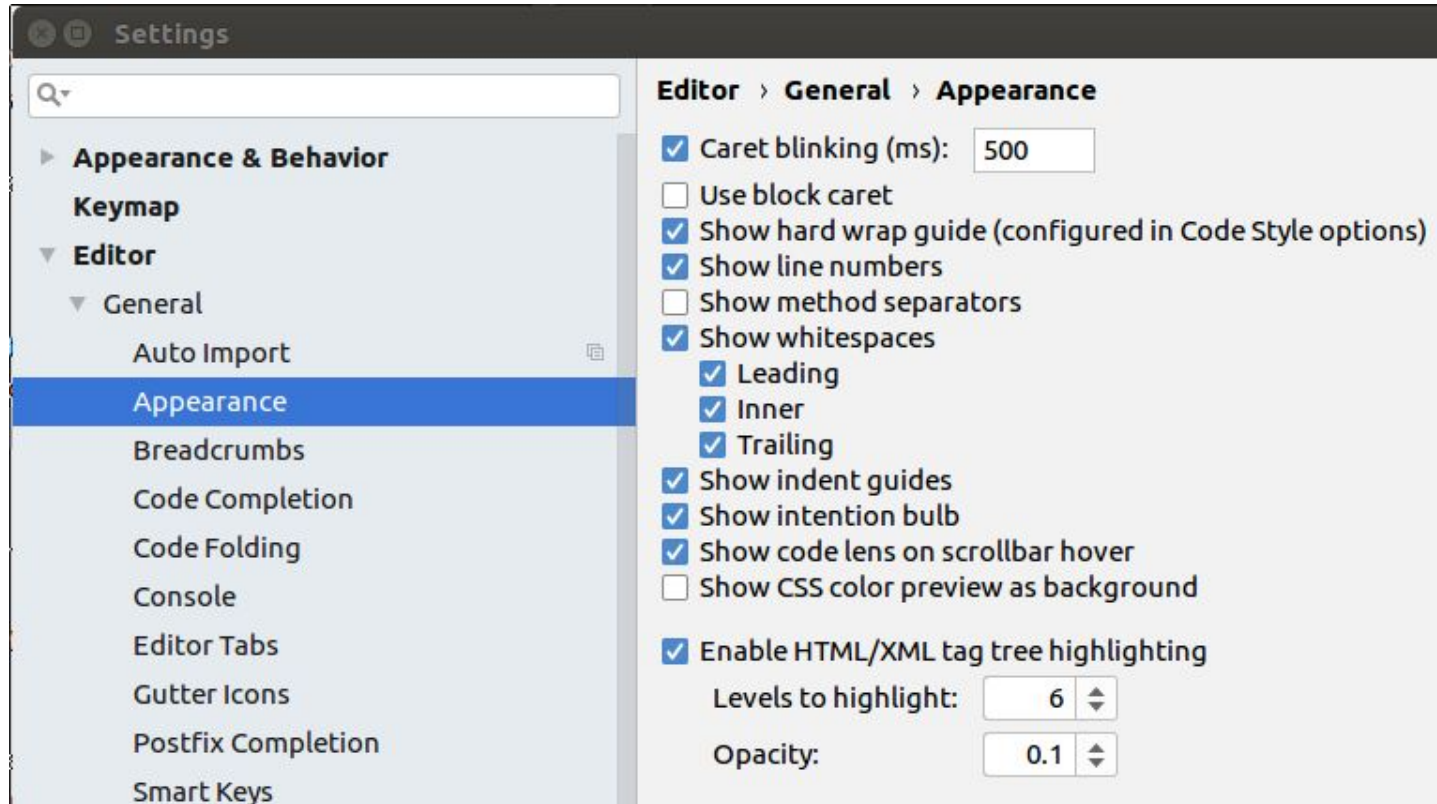 Settings
Appearance & Behavior
Keymap
Editor
General
Auto Import
Appearance
Breadcrumbs
Code Completion
Code Folding
Console
Editor Tabs
Gutter Icons
Postfix Completion
Smart Keys
Editor › General › Appearance
Caret blinking (ms): 500
Use block caret
Show hard wrap guide (configured in Code Style options)
Show line numbers
Show method separators
Show whitespaces
Leading
Inner
Trailing
Show indent guides
Show intention bulb
Show code lens on scrollbar hover
Show CSS color preview as background
Enable HTML/XML tag tree highlighting
Levels to highlight: 6
Opacity: 0.1